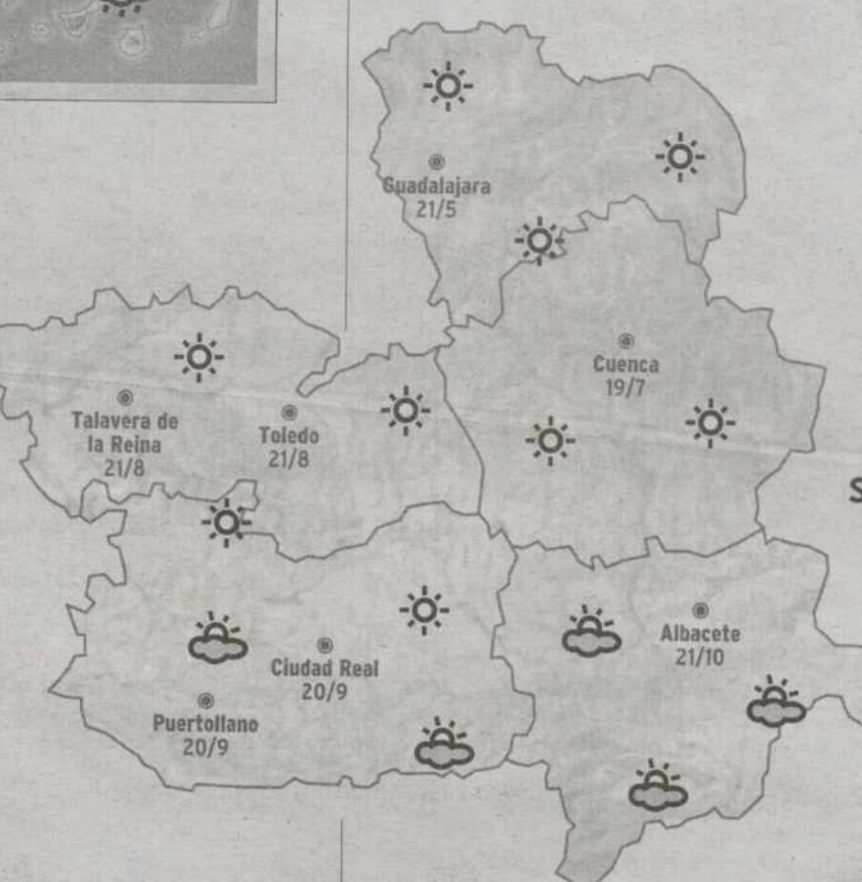 Guadalajara
21/5
Cuenca
19/7
Talavera de
la Reina
21/8
Toledo
21/8
S
Albacete
21/10
Ciudad Real
20/9
Puertollano
20/9